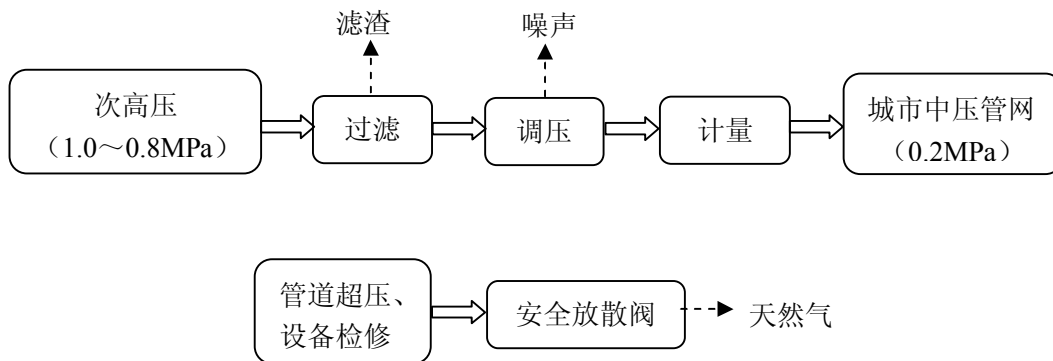 滤渣
噪声
次高压
（1.0～0.8MPa）
过滤
调压
计量
城市中压管网
（0.2MPa）
管道超压、
设备检修
安全放散阀
天然气